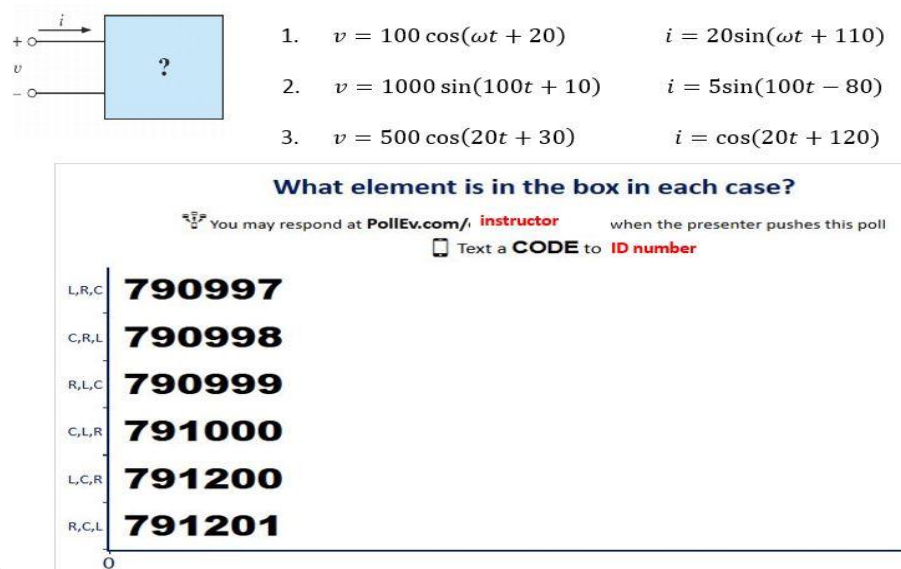 i
+
v
?
−
1. v = 100 cos(ωt + 20) i = 20sin(ωt + 110)
2. v = 1000 sin(100t + 10) i = 5sin(100t − 80)
3. v = 500 cos(20t + 30) i = cos(20t + 120)
What element is in the box in each case?
You may respond at PollEv.com/ instructor when the presenter pushes this poll
Text a CODE to ID number
L,R,C 790997
C,R,L 790998
R,L,C 790999
C,L,R 791000
L,C,R 791200
R,C,L 791201
0